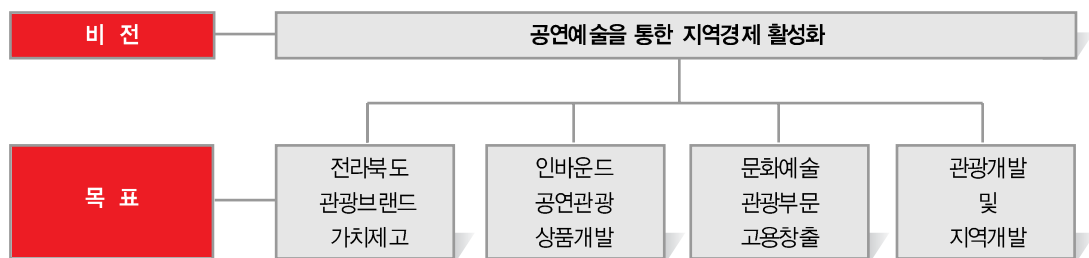 비 전
공연예술을 통한 지역경제 활성화
목 표
전라북도
관광브랜드
가치제고
인바운드
공연관광
상품개발
문화예술
관광부문
고용창출
관광개발
및
지역개발